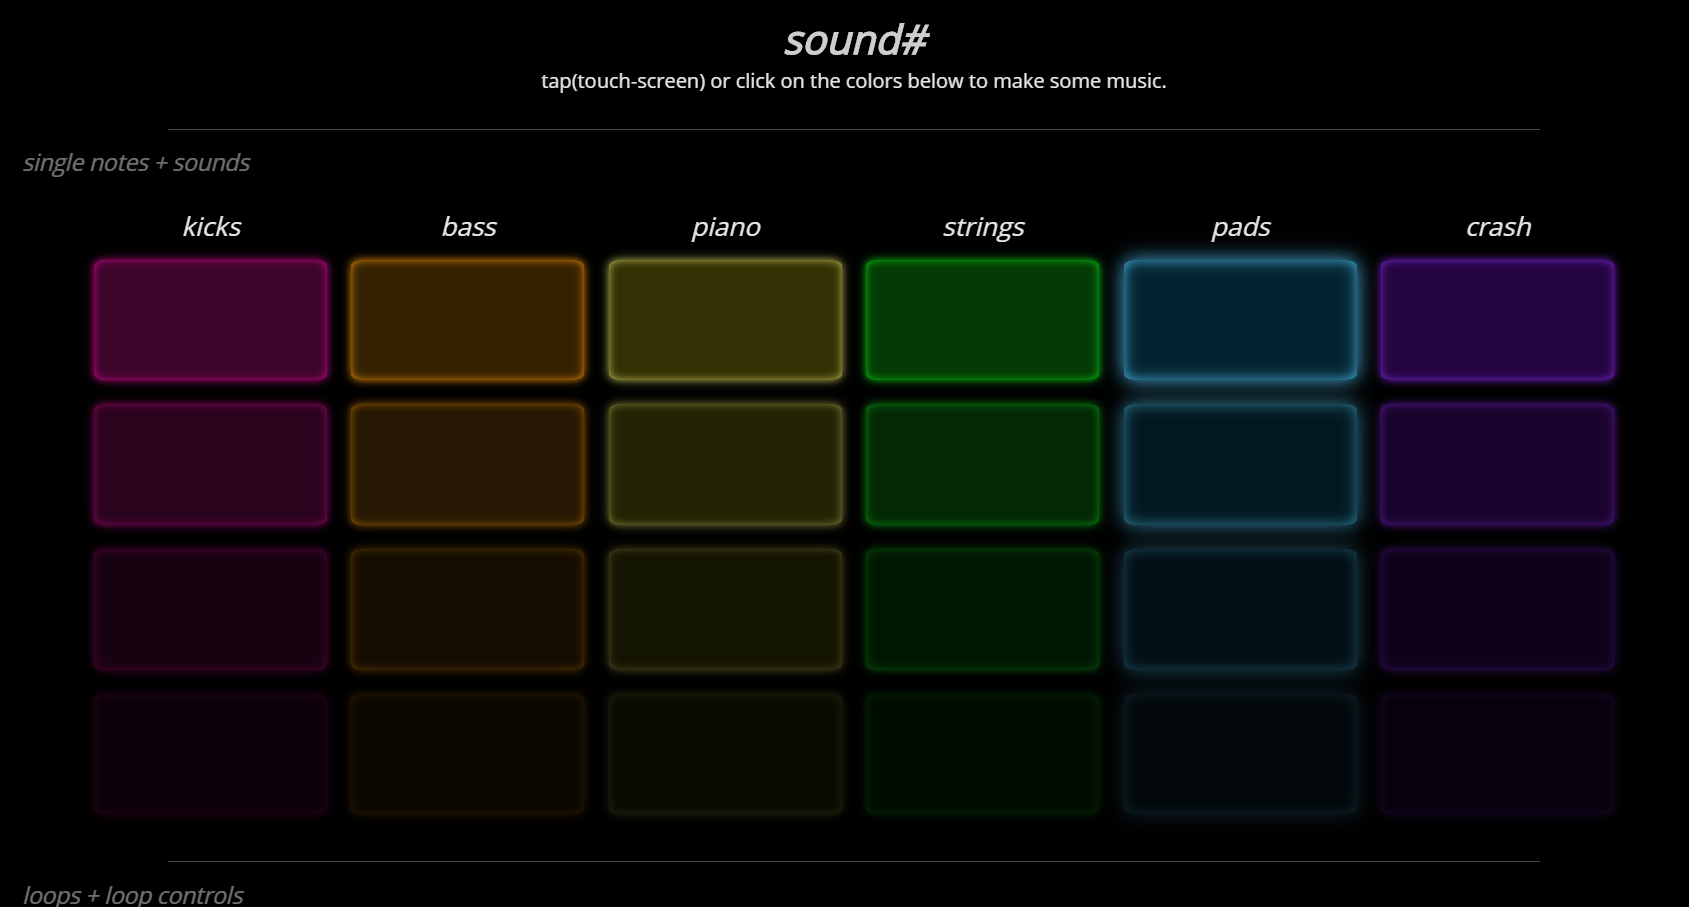 sound#
tap(touch-screen) or click on the colors below to make some music.
single notes + sounds
kicks bass piano strings pads crash
loops + loop controls